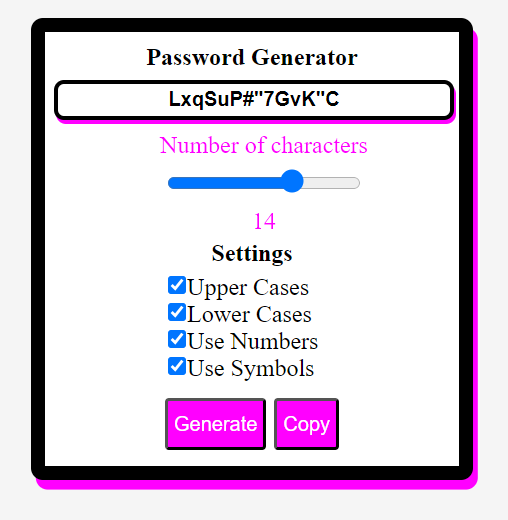 Password Generator
LxqSuP#"7GvK"C
Number of characters
14
Settings
Upper Cases
Lower Cases
Use Numbers
Use Symbols
Generate Copy